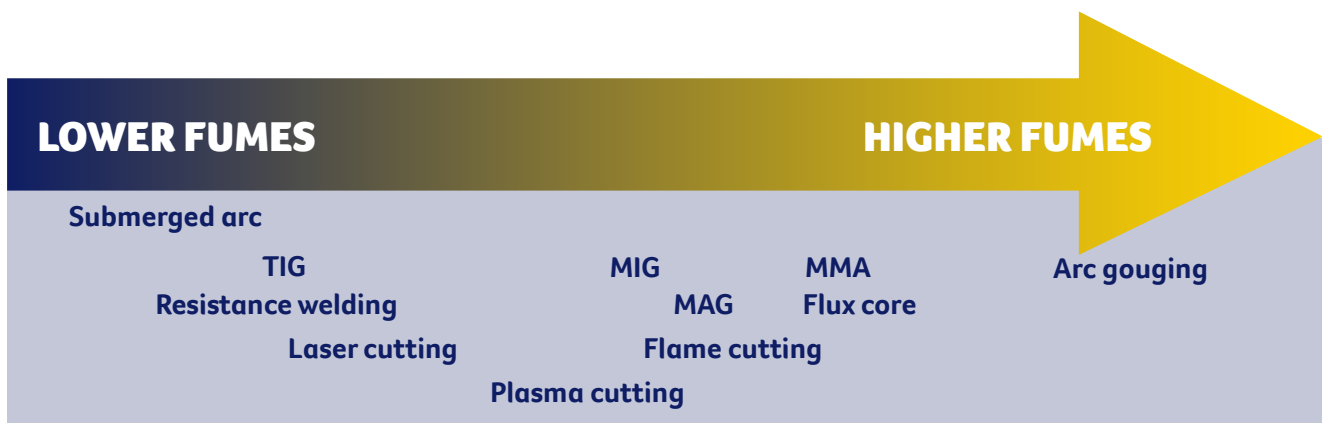 LOWER FUMES HIGHER FUMES
Submerged arc
TIG MIG MMA Arc gouging
Resistance welding MAG Flux core
Laser cutting Flame cutting
Plasma cutting